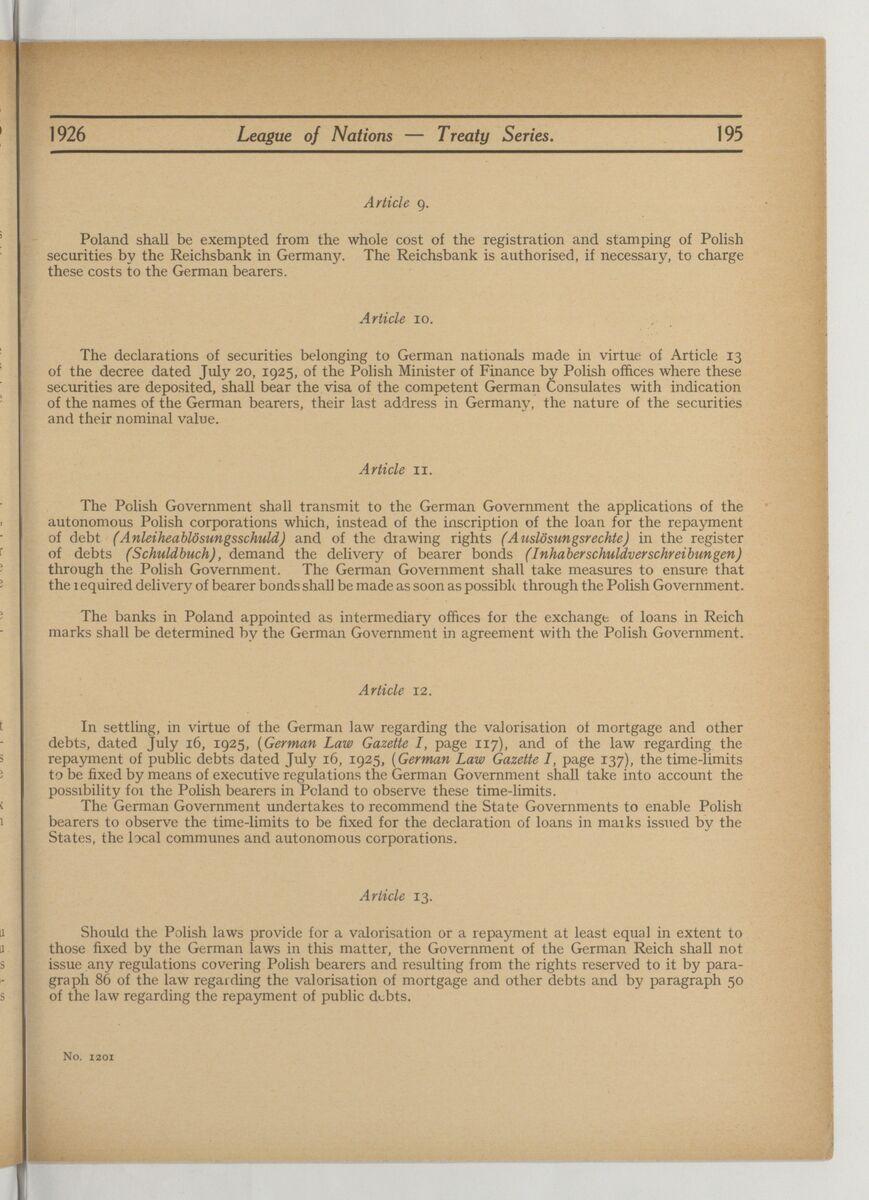 1926 League of Nations — Treaty Series. 195
Article 9.
Poland shall be exempted from the whole cost of the registration and stamping of Polish
securities by the Reichsbank in Germany. The Reichsbank is authorised, if necessary, to charge
these costs to the German bearers.
Article 10.
The declarations of securities belonging to German nationals made in virtue of Article 13
of the decree dated July 20, 1925, of the Polish Minister of Finance by Polish offices where these
securities are deposited, shall bear the visa of the competent German Consulates with indication
of the names of the German bearers, their last address in Germany, the nature of the securities
and their nominal value.
Article 11.
The Polish Government shall transmit to the German Government the applications of the
autonomous Polish corporations which, instead of the inscription of the loan for the repayment
of debt (Anleiheablösungsschuld) and of the drawing rights (Auslösungsrechte) in the register
of debts (Schuldbuch), demand the delivery of bearer bonds (Inhaberschuldverschreibungen)
through the Polish Government. The German Government shall take measures to ensure that
the required delivery of bearer bonds shall be made as soon as possible through the Polish Government.
The banks in Poland appointed as intermediary offices for the exchange of loans in Reich
marks shall be determined by the German Government in agreement with the Polish Government.
Article 12.
In settling, in virtue of the German law regarding the valorisation of mortgage and other
debts, dated July 16, 1925, (German Law Gazette I, page 117), and of the law regarding the
repayment of public debts dated July 16, 1925, (German Law Gazette I, page 137), the time-limits
to be fixed by means of executive regulations the German Government shall take into account the
possibility for the Polish bearers in Poland to observe these time-limits.
The German Government undertakes to recommend the State Governments to enable Polish
bearers to observe the time-limits to be fixed for the declaration of loans in marks issued by the
States, the local communes and autonomous corporations.
Article 13.
Should the Polish laws provide for a valorisation or a repayment at least equal in extent to
those fixed by the German laws in this matter, the Government of the German Reich shall not
issue any regulations covering Polish bearers and resulting from the rights reserved to it by para-
graph 86 of the law regarding the valorisation of mortgage and other debts and by paragraph 50
of the law regarding the repayment of public debts.
No. 1201